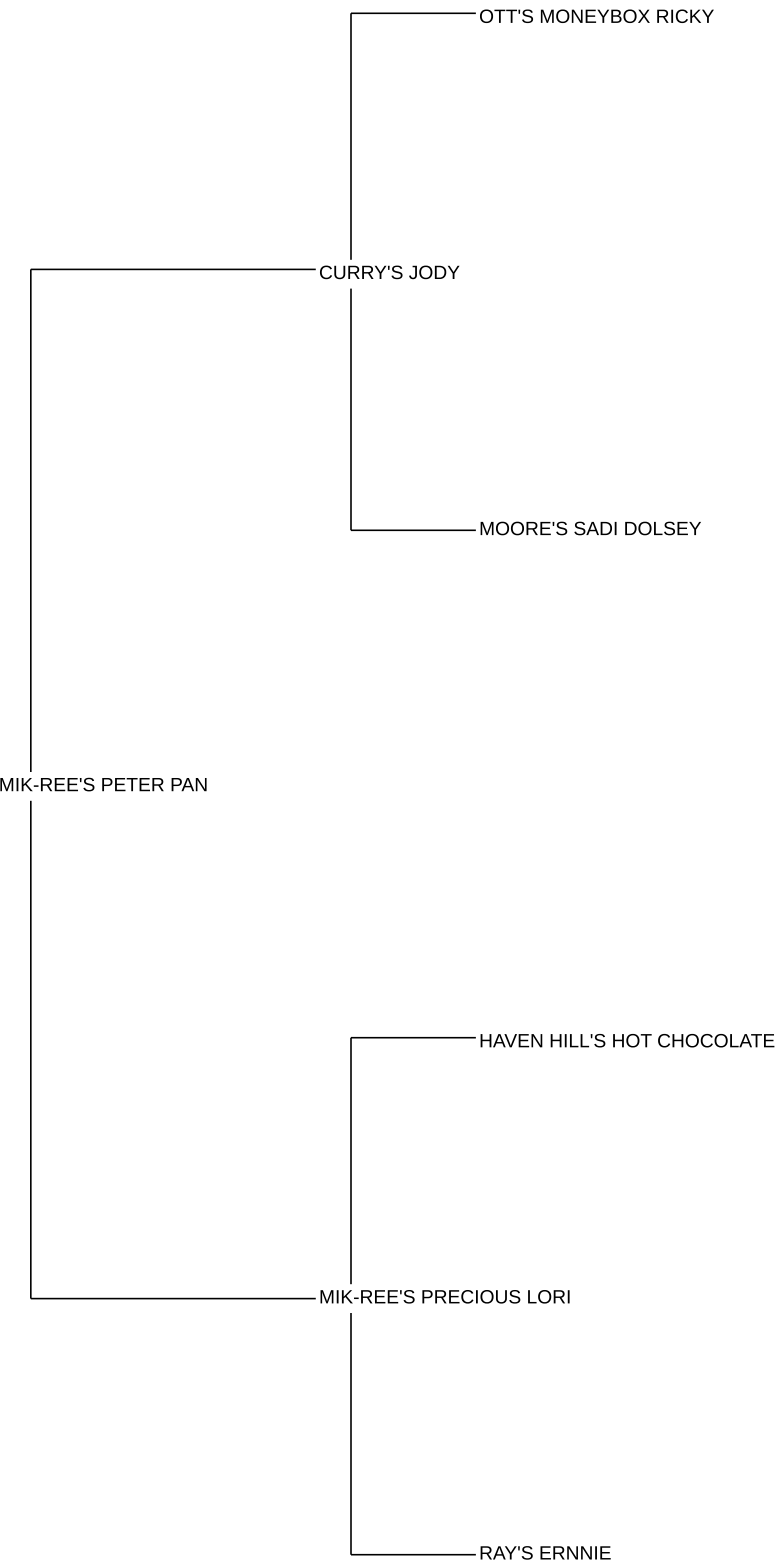 OTT'S MONEYBOX RICKY
CURRY'S JODY
MOORE'S SADI DOLSEY
MIK-REE'S PETER PAN
HAVEN HILL'S HOT CHOCOLATE
MIK-REE'S PRECIOUS LORI
RAY'S ERNNIE